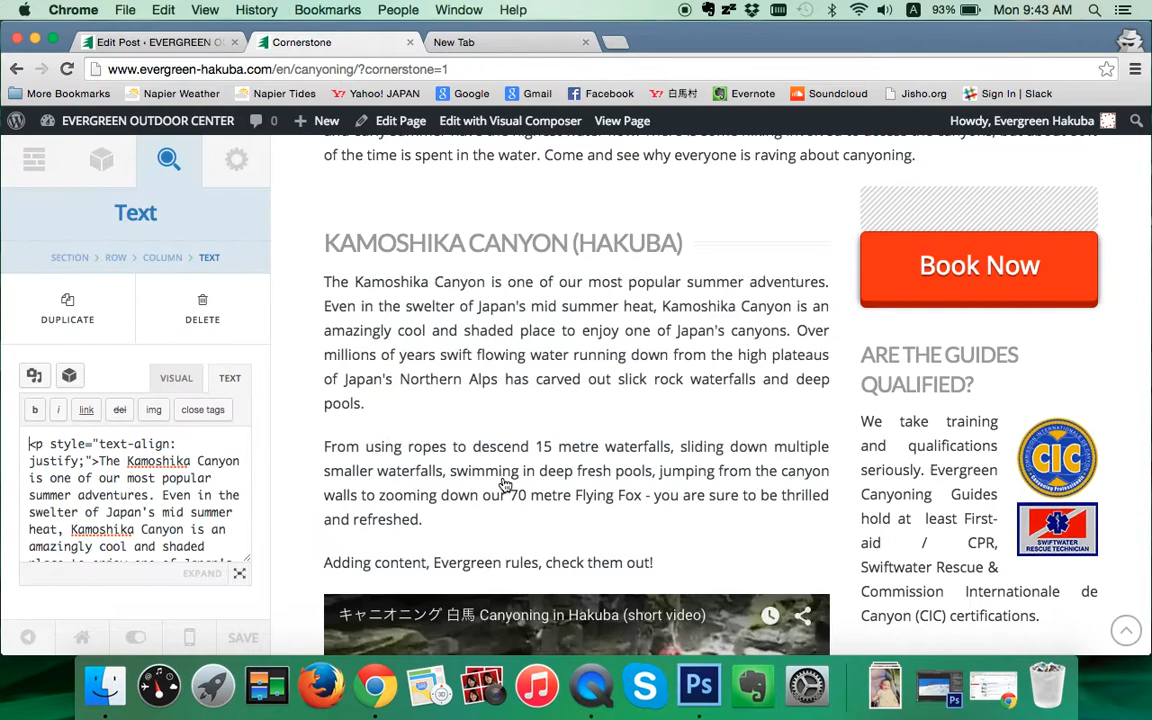 Chrome File Edit View History Bookmarks People Window Help 93% Mon 9:43 AM
Edit Post ‹ EVERGREEN OU
Cornerstone
New Tab
www.evergreen-hakuba.com/en/canyoning/?cornerstone=1
More Bookmarks Napier Weather Napier Tides Yahoo! JAPAN Google Gmail Facebook 白馬村 Evernote Soundcloud Jisho.org Sign In | Slack
EVERGREEN OUTDOOR CENTER 0 New Edit Page Edit with Visual Composer View Page Howdy, Evergreen Hakuba
Text
SECTION ROW COLUMN TEXT
DUPLICATE DELETE
VISUAL TEXT
b i link del img close tags
<p style="text-align:
justify;">The Kamoshika Canyon
is one of our most popular
summer adventures. Even in the
swelter of Japan's mid summer
heat, Kamoshika Canyon is an
amazingly cool and shaded
place to enjoy one of Japan's
EXPAND
SAVE
of the time is spent in the water. Come and see why everyone is raving about canyoning.
KAMOSHIKA CANYON (HAKUBA)
The Kamoshika Canyon is one of our most popular summer adventures.
Even in the swelter of Japan's mid summer heat, Kamoshika Canyon is an
amazingly cool and shaded place to enjoy one of Japan's canyons. Over
millions of years swift flowing water running down from the high plateaus
of Japan's Northern Alps has carved out slick rock waterfalls and deep
pools.
From using ropes to descend 15 metre waterfalls, sliding down multiple
smaller waterfalls, swimming in deep fresh pools, jumping from the canyon
walls to zooming down our 70 metre Flying Fox - you are sure to be thrilled
and refreshed.
Adding content, Evergreen rules, check them out!
キャニオニング 白馬 Canyoning in Hakuba (short video)
Book Now
ARE THE GUIDES
QUALIFIED?
We take training
and qualifications
seriously. Evergreen
Canyoning Guides
hold at least First-
aid / CPR,
Swiftwater Rescue &
Commission Internationale de
Canyon (CIC) certifications.
CIC
SWIFTWATER
RESCUE TECHNICIAN
Ps